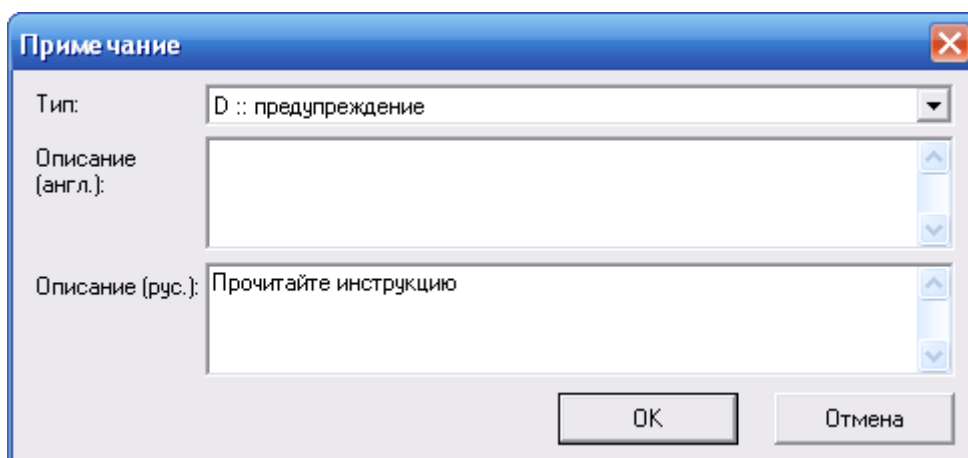 Примечание
Тип:
D :: предупреждение
Описание
(англ.):
Описание (рус.):
Прочитайте инструкцию
OK
Отмена